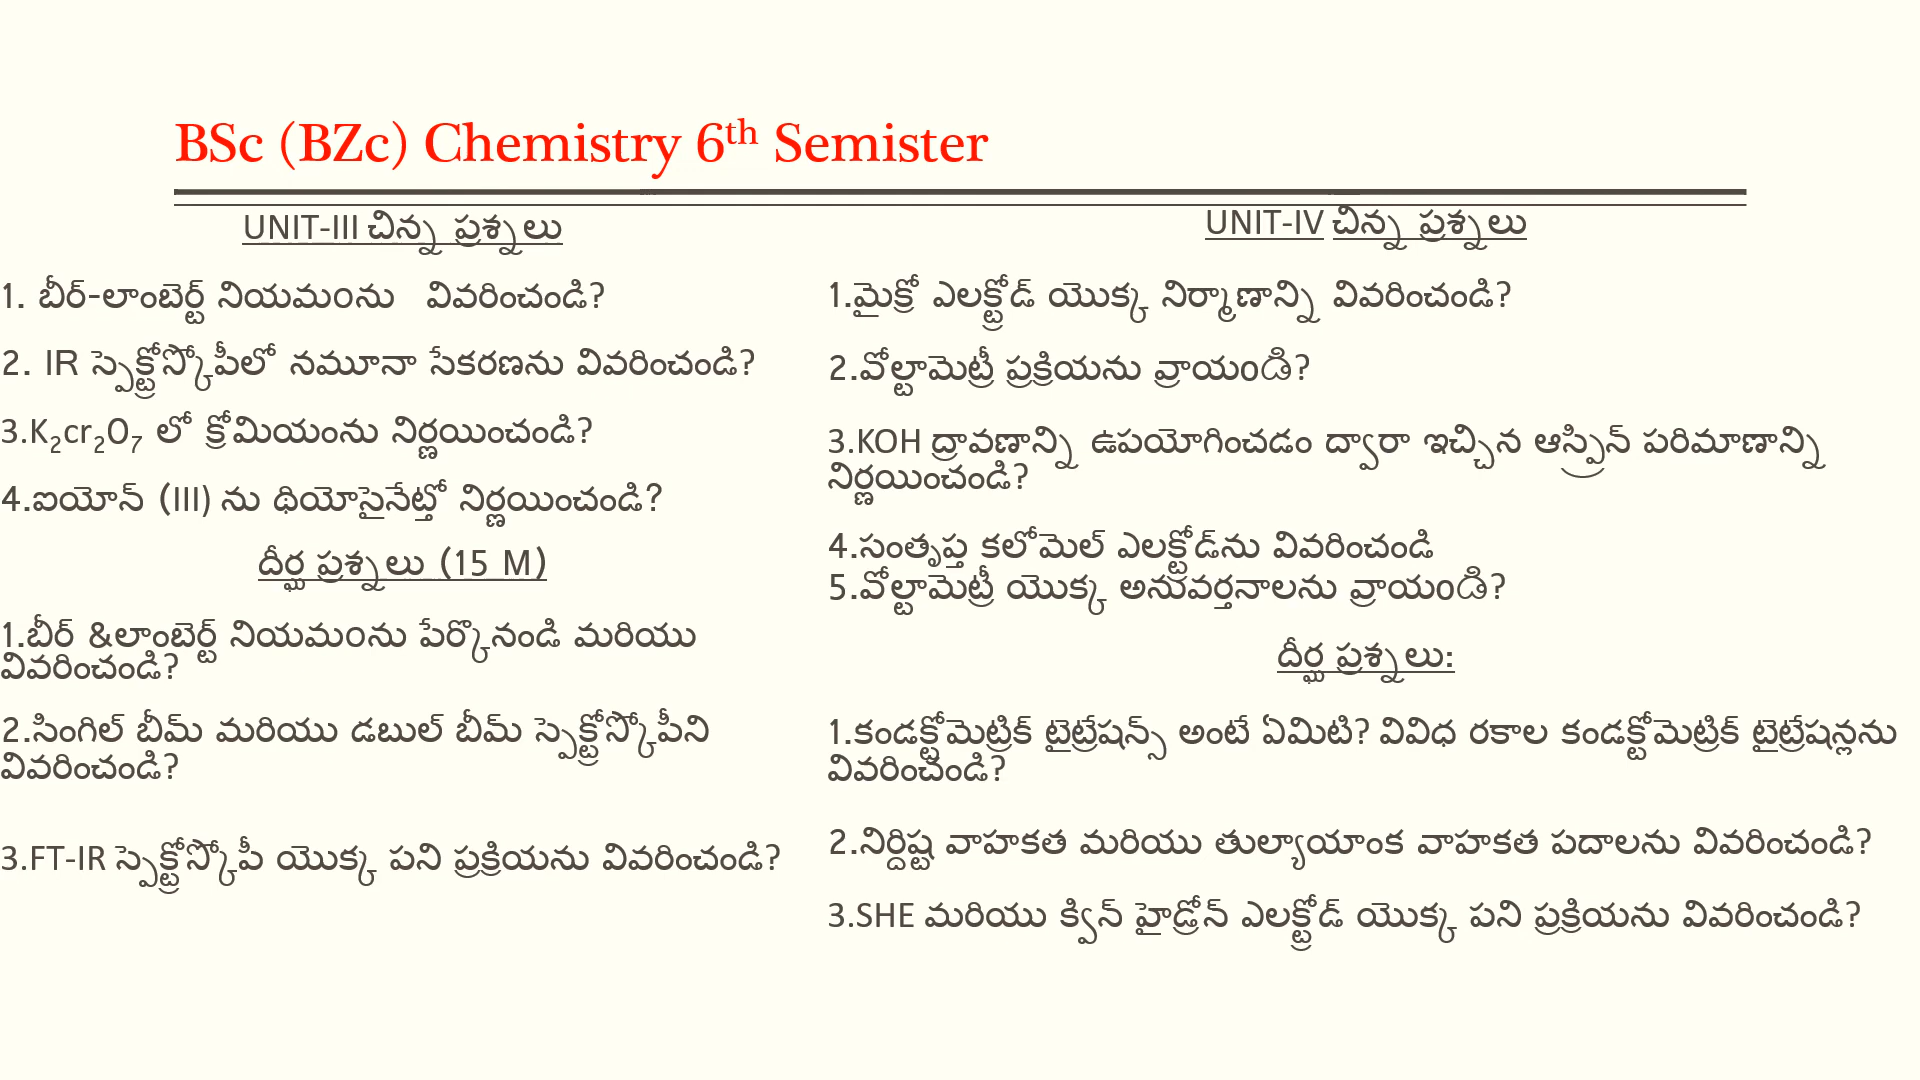 BSc (BZc) Chemistry 6th Semister
UNIT-III చిన్న ప్రశ్నలు
1. బీర్-లాంబెర్ట్ నియమంను వివరించండి?
2. IR స్పెక్ట్రోస్కోపీలో నమూనా సేకరణను వివరించండి?
3.K₂cr₂O₇ లో క్రోమియంను నిర్ణయించండి?
4.ఐయోన్ (III) ను థియోసైనేట్తో నిర్ణయించండి?
దీర్ఘ ప్రశ్నలు (15 M)
1.బీర్ &లాంబెర్ట్ నియమంను పేర్కొనండి మరియు
వివరించండి?
2.సింగిల్ బీమ్ మరియు డబుల్ బీమ్ స్పెక్ట్రోస్కోపీని
వివరించండి?
3.FT-IR స్పెక్ట్రోస్కోపీ యొక్క పని ప్రక్రియను వివరించండి?
UNIT-IV చిన్న ప్రశ్నలు
1.మైక్రో ఎలక్ట్రోడ్ యొక్క నిర్మాణాన్ని వివరించండి?
2.వోల్టామెట్రీ ప్రక్రియను వ్రాయండి?
3.KOH ద్రావణాన్ని ఉపయోగించడం ద్వారా ఇచ్చిన ఆస్ప్రిన్ పరిమాణాన్ని
నిర్ణయించండి?
4.సంతృప్త కలోమెల్ ఎలక్ట్రోడ్‌ను వివరించండి
5.వోల్టామెట్రీ యొక్క అనువర్తనాలను వ్రాయండి?
దీర్ఘ ప్రశ్నలు:
1.కండక్టోమెట్రిక్ టైట్రేషన్స్ అంటే ఏమిటి? వివిధ రకాల కండక్టోమెట్రిక్ టైట్రేషన్లను
వివరించండి?
2.నిర్దిష్ట వాహకత మరియు తుల్యాయాంక వాహకత పదాలను వివరించండి?
3.SHE మరియు క్విన్ హైడ్రోన్ ఎలక్ట్రోడ్ యొక్క పని ప్రక్రియను వివరించండి?